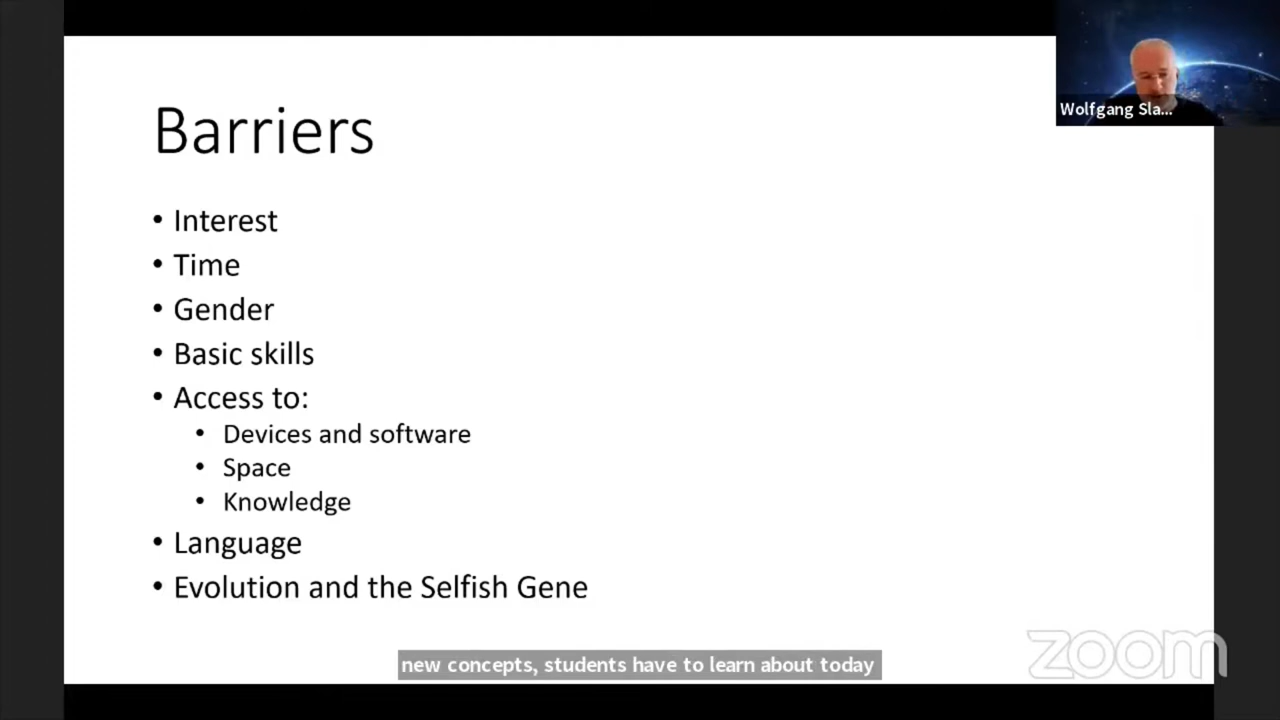 Barriers
Wolfgang Sla...
• Interest
• Time
• Gender
• Basic skills
• Access to:
• Devices and software
• Space
• Knowledge
• Language
• Evolution and the Selfish Gene
new concepts, students have to learn about today
zoom